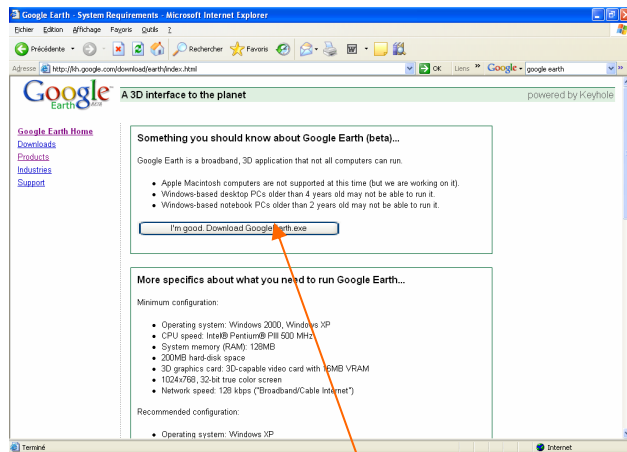 Google Earth - System Requirements - Microsoft Internet Explorer
Fichier Edition Affichage Favoris Outils ?
Précédente Rechercher Favoris
Adresse http://kh.google.com/download/earth/index.html OK Liens » Google google earth »
Google Earth BETA A 3D interface to the planet powered by Keyhole
Google Earth Home
Downloads
Products
Industries
Support
Something you should know about Google Earth (beta)...
Google Earth is a broadband, 3D application that not all computers can run.
• Apple Macintosh computers are not supported at this time (but we are working on it).
• Windows-based desktop PCs older than 4 years old may not be able to run it.
• Windows-based notebook PCs older than 2 years old may not be able to run it.
I'm good. Download GoogleEarth.exe
More specifics about what you need to run Google Earth...
Minimum configuration:
• Operating system: Windows 2000, Windows XP
• CPU speed: Intel® Pentium® PIII 500 MHz
• System memory (RAM): 128MB
• 200MB hard-disk space
• 3D graphics card: 3D-capable video card with 16MB VRAM
• 1024x768, 32-bit true color screen
• Network speed: 128 kbps ("Broadband/Cable Internet")
Recommended configuration:
• Operating system: Windows XP
Terminé Internet